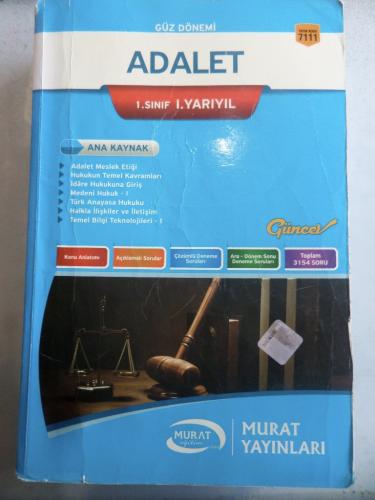 GÜZ DÖNEMİ
7111
ADALET
1.SINIF I.YARIYIL
ANA KAYNAK
Adalet Meslek Etiği
Hukukun Temel Kavramları
İdare Hukukuna Giriş
Medeni Hukuk - I
Türk Anayasa Hukuku
Halkla İlişkiler ve İletişim
Temel Bilgi Teknolojileri - I
Güncel
Konu Anlatımı
Açıklamalı Sorular
Çözümlü Deneme
Soruları
Ara - Dönem Sonu
Deneme Soruları
Toplam
3154 SORU
MURAT
eğitim
MURAT
YAYINLARI